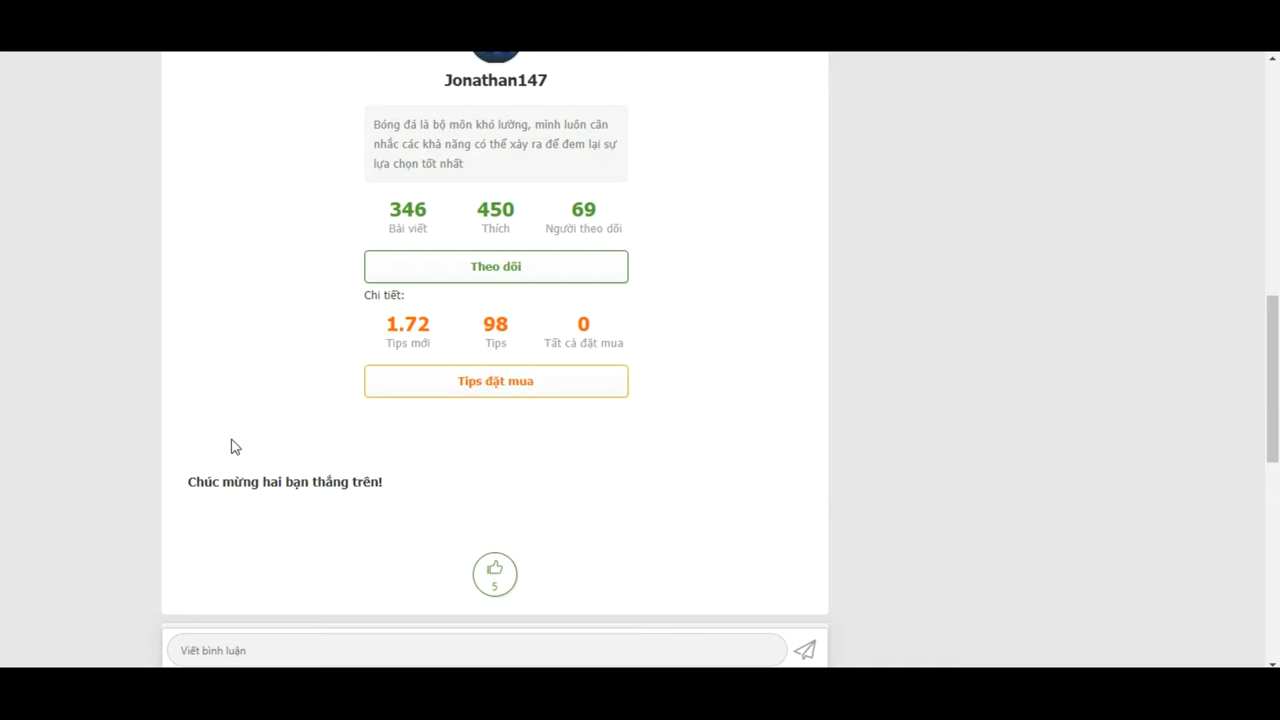 Jonathan147
Bóng đá là bộ môn khó lường, mình luôn cân
nhắc các khả năng có thể xảy ra để đem lại sự
lựa chọn tốt nhất
346 450 69
Bài viết Thích Người theo dõi
Theo dõi
Chi tiết:
1.72 98 0
Tips mới Tips Tất cả đặt mua
Tips đặt mua
Chúc mừng hai bạn thắng trên!
5
Viết bình luận